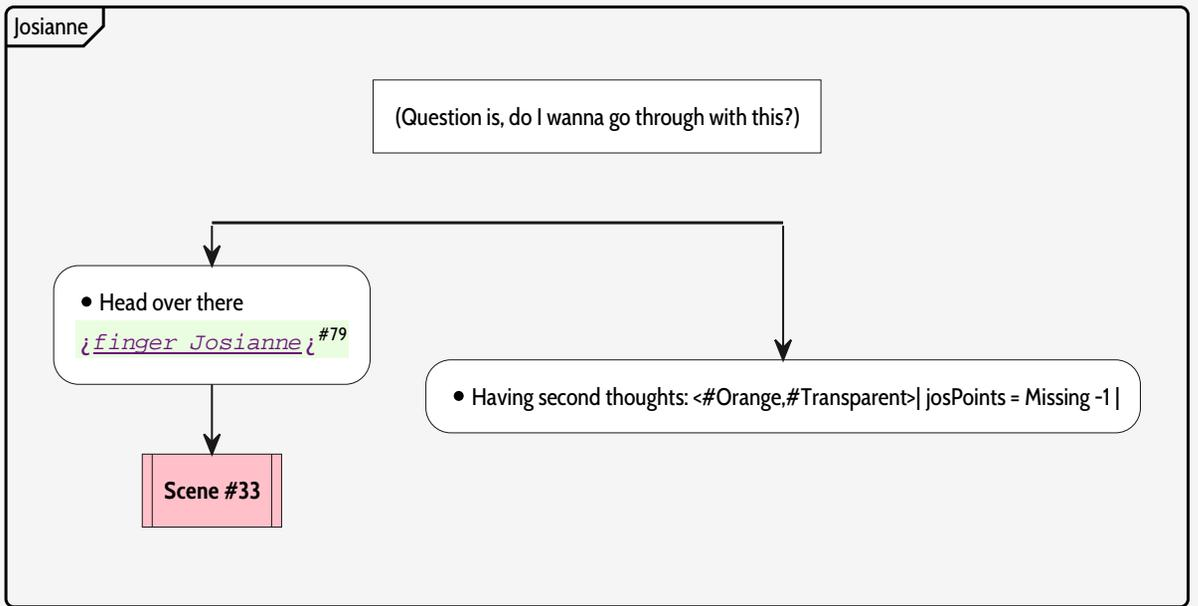 Josianne
(Question is, do I wanna go through with this?)
• Head over there
¿finger Josianne¿#79
• Having second thoughts: <#Orange,#Transparent>| josPoints = Missing -1 |
Scene #33